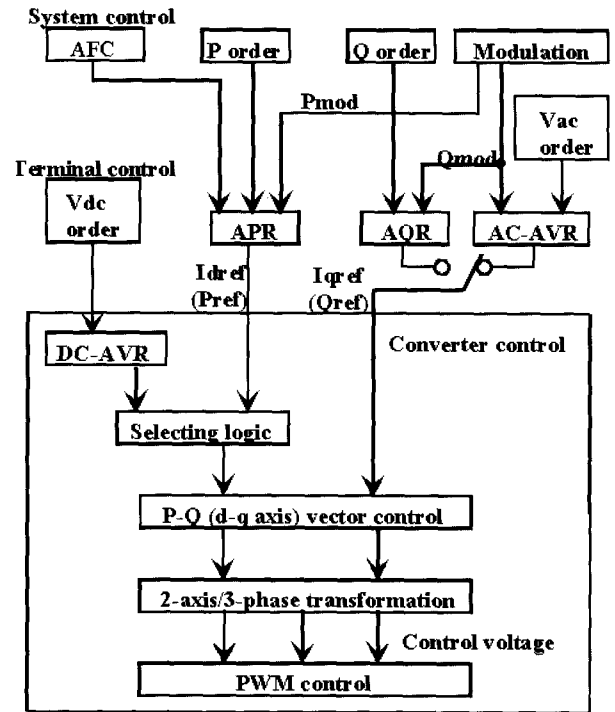 System control
AFC
P order
Q order
Modulation
Pmod
Vac
order
Qmod
Terminal control
Vdc
order
APR
AQR
AC-AVR
Idref
(Pref)
Iqref
(Qref)
Converter control
DC-AVR
Selecting logic
P-Q (d-q axis) vector control
2-axis/3-phase transformation
Control voltage
PWM control